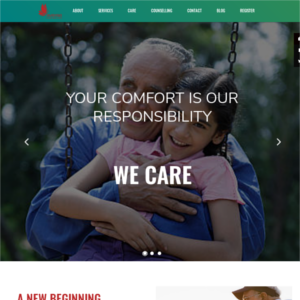 ABOUT SERVICES CARE COUNSELLING CONTACT BLOG REGISTER
YOUR COMFORT IS OUR
RESPONSIBILITY
WE CARE
A NEW BEGINNING